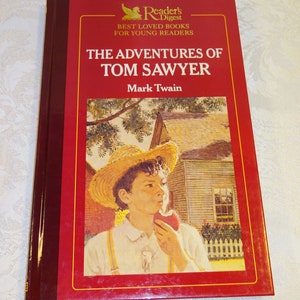 Reader's
Digest
BEST LOVED BOOKS
FOR YOUNG READERS
THE ADVENTURES OF
TOM SAWYER
Mark Twain